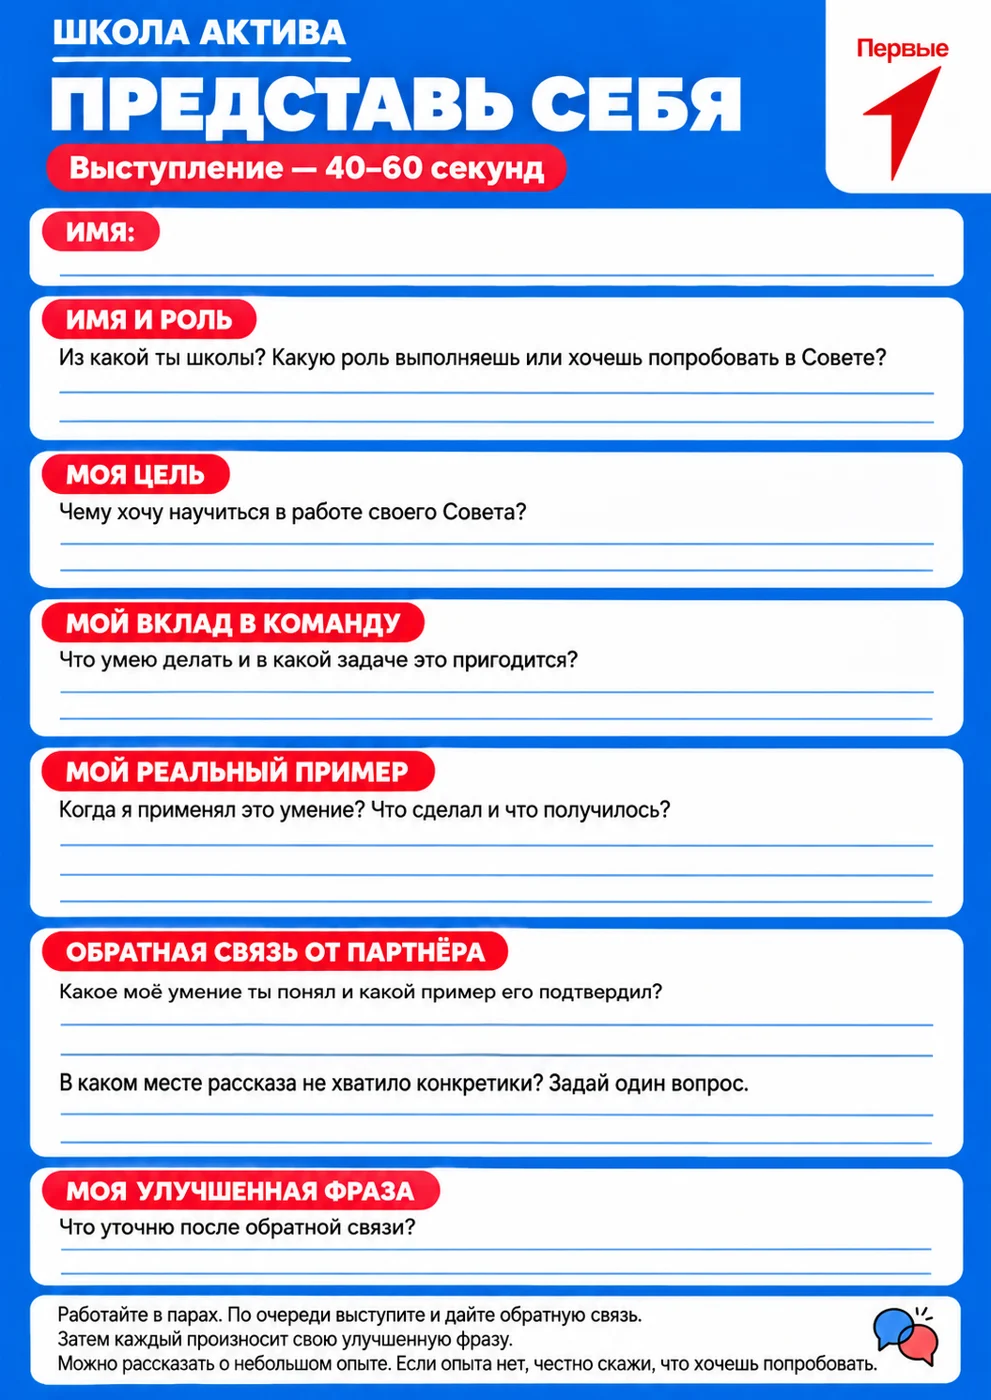 ШКОЛА АКТИВА
Первые
ПРЕДСТАВЬ СЕБЯ
Выступление — 40–60 секунд
ИМЯ:
ИМЯ И РОЛЬ
Из какой ты школы? Какую роль выполняешь или хочешь попробовать в Совете?
МОЯ ЦЕЛЬ
Чему хочу научиться в работе своего Совета?
МОЙ ВКЛАД В КОМАНДУ
Что умею делать и в какой задаче это пригодится?
МОЙ РЕАЛЬНЫЙ ПРИМЕР
Когда я применял это умение? Что сделал и что получилось?
ОБРАТНАЯ СВЯЗЬ ОТ ПАРТНЁРА
Какое моё умение ты понял и какой пример его подтвердил?
В каком месте рассказа не хватило конкретики? Задай один вопрос.
МОЯ УЛУЧШЕННАЯ ФРАЗА
Что уточню после обратной связи?
Работайте в парах. По очереди выступите и дайте обратную связь.
Затем каждый произносит свою улучшенную фразу.
Можно рассказать о небольшом опыте. Если опыта нет, честно скажи, что хочешь попробовать.